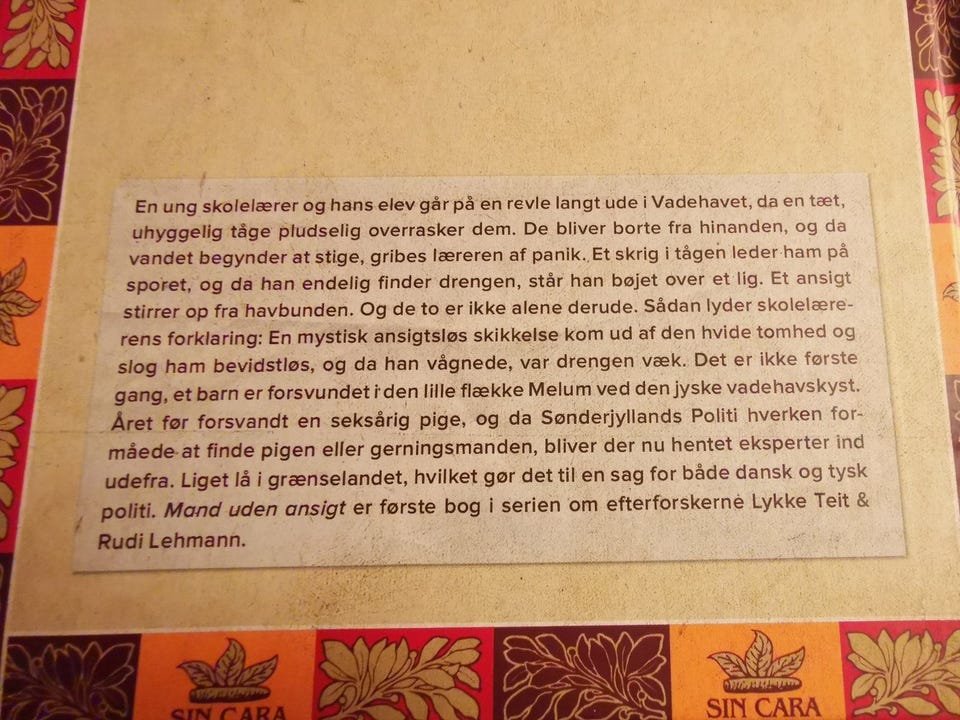 En ung skolelærer og hans elev går på en revle langt ude i Vadehavet, da en tæt,
uhyggelig tåge pludselig overrasker dem. De bliver borte fra hinanden, og da
vandet begynder at stige, gribes læreren af panik. Et skrig i tågen leder ham på
sporet, og da han endelig finder drengen, står han bøjet over et lig. Et ansigt
stirrer op fra havbunden. Og de to er ikke alene derude. Sådan lyder skolelære-
rens forklaring: En mystisk ansigtsløs skikkelse kom ud af den hvide tomhed og
slog ham bevidstløs, og da han vågnede, var drengen væk. Det er ikke første
gang, et barn er forsvundet i den lille flække Melum ved den jyske vadehavskyst.
Året før forsvandt en seksårig pige, og da Sønderjyllands Politi hverken for-
måede at finde pigen eller gerningsmanden, bliver der nu hentet eksperter ind
udefra. Liget lå i grænselandet, hvilket gør det til en sag for både dansk og tysk
politi. Mand uden ansigt er første bog i serien om efterforskerne Lykke Teit &
Rudi Lehmann.
SIN CARA
SIN CARA